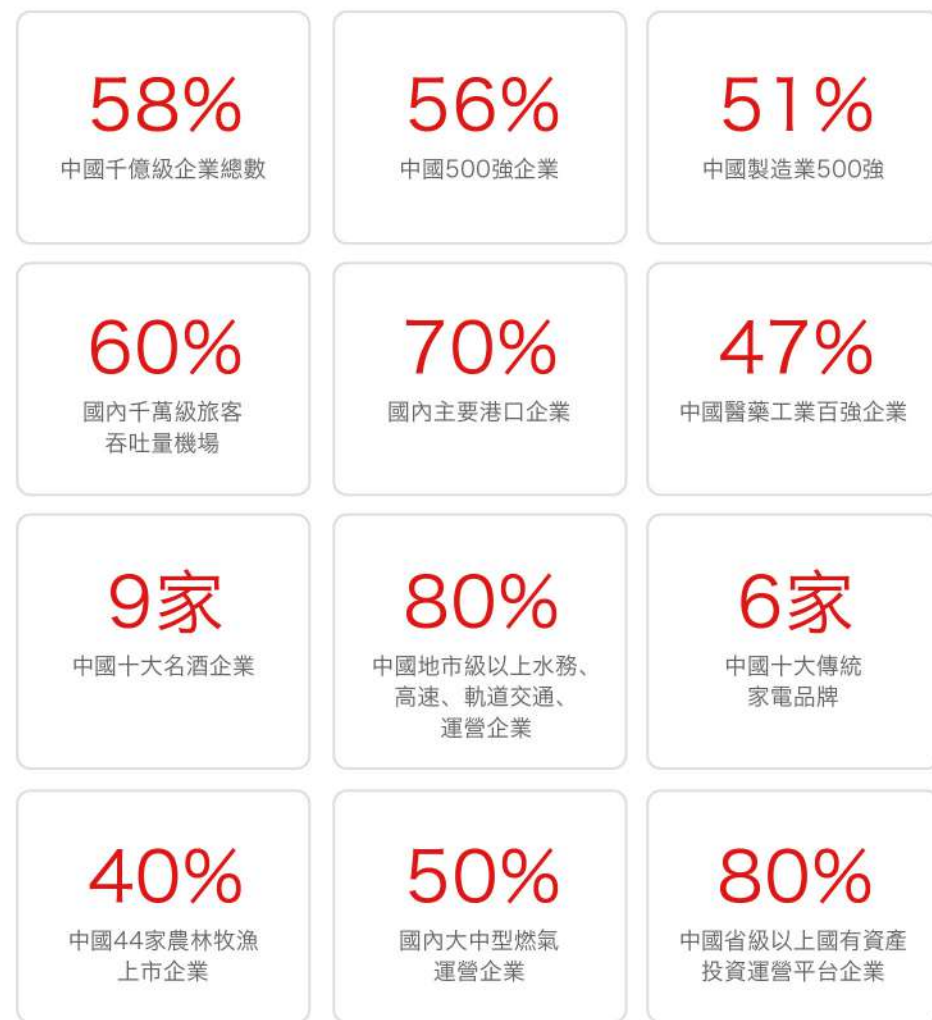 58%
中國千億級企業總數
56%
中國500強企業
51%
中國製造業500強
60%
國內千萬級旅客
吞吐量機場
70%
國內主要港口企業
47%
中國醫藥工業百強企業
9家
中國十大名酒企業
80%
中國地市級以上水務、
高速、軌道交通、
運營企業
6家
中國十大傳統
家電品牌
40%
中國44家農林牧漁
上市企業
50%
國內大中型燃氣
運營企業
80%
中國省級以上國有資產
投資運營平台企業